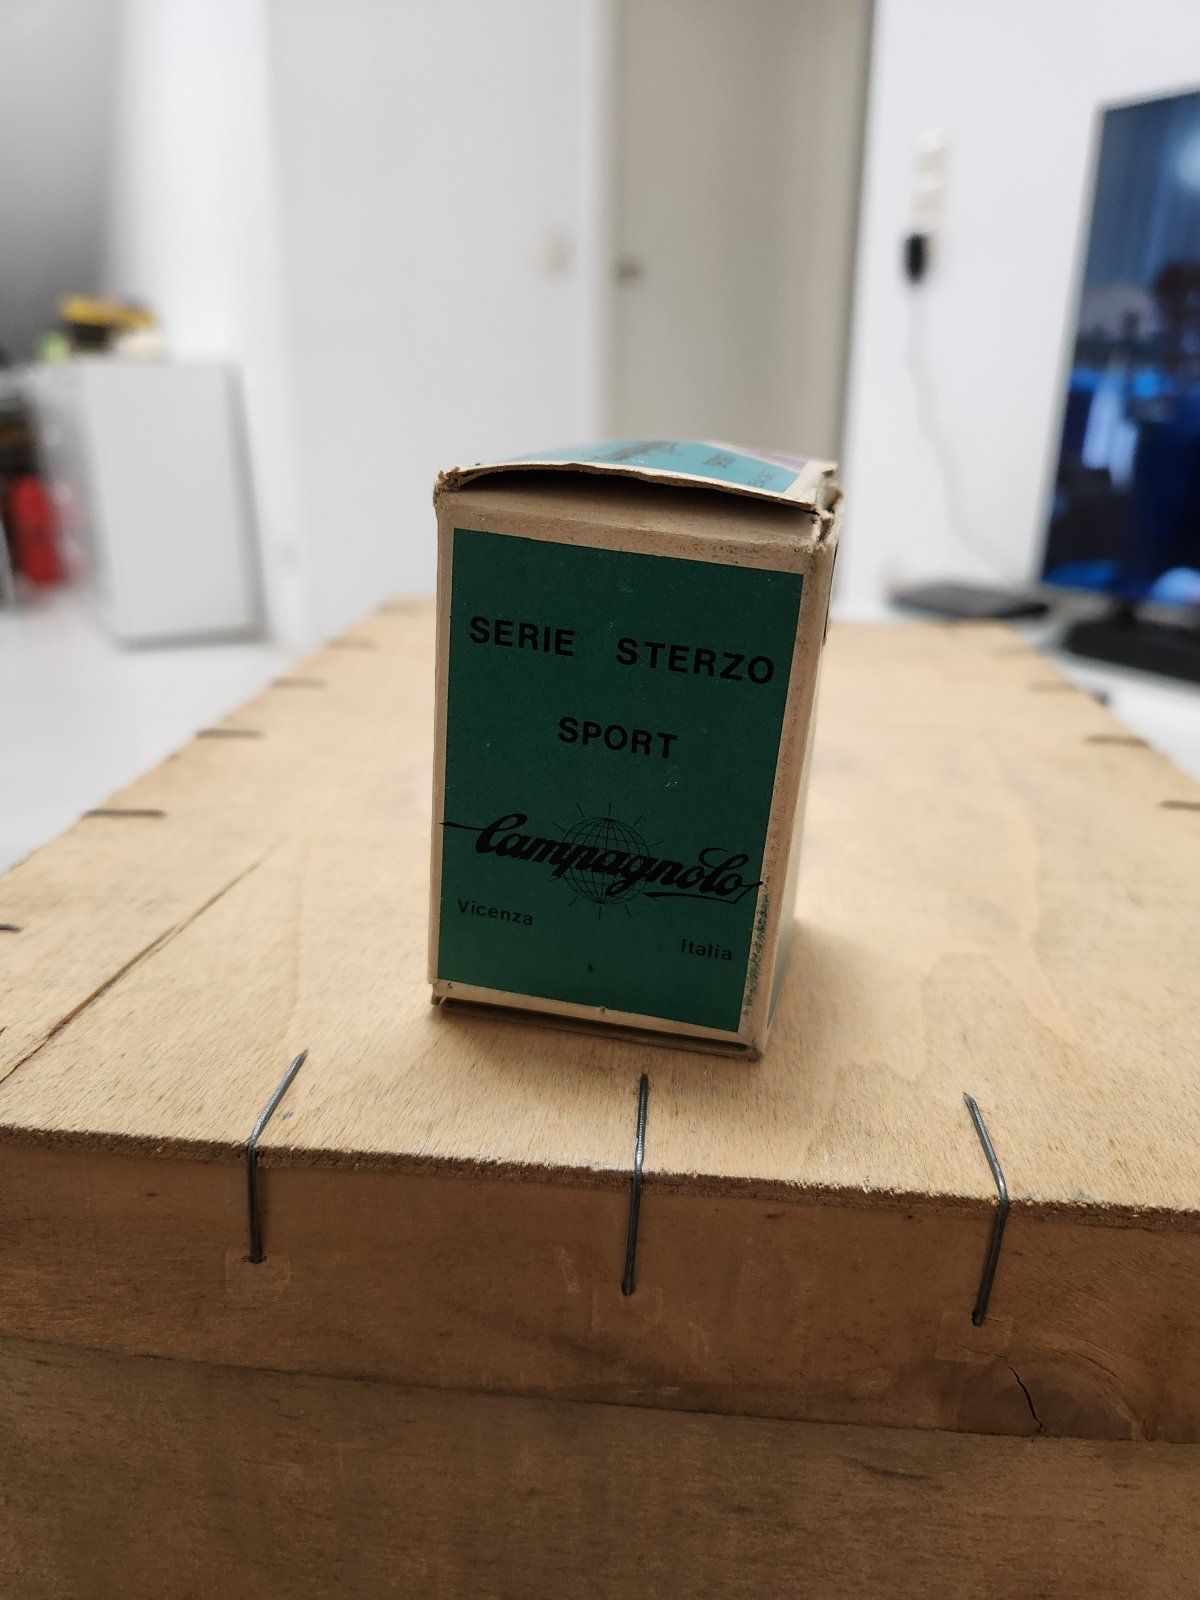 SERIE STERZO
SPORT
Campagnolo
Vicenza
Italia